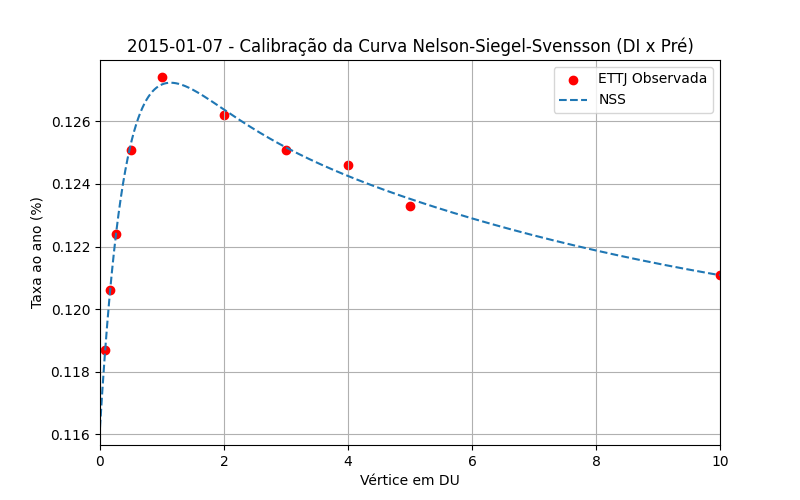 2015-01-07 - Calibração da Curva Nelson-Siegel-Svensson (DI x Pré)
ETTJ Observada
NSS
Taxa ao ano (%)
0.126
0.124
0.122
0.120
0.118
0.116
0 2 4 6 8 10
Vértice em DU